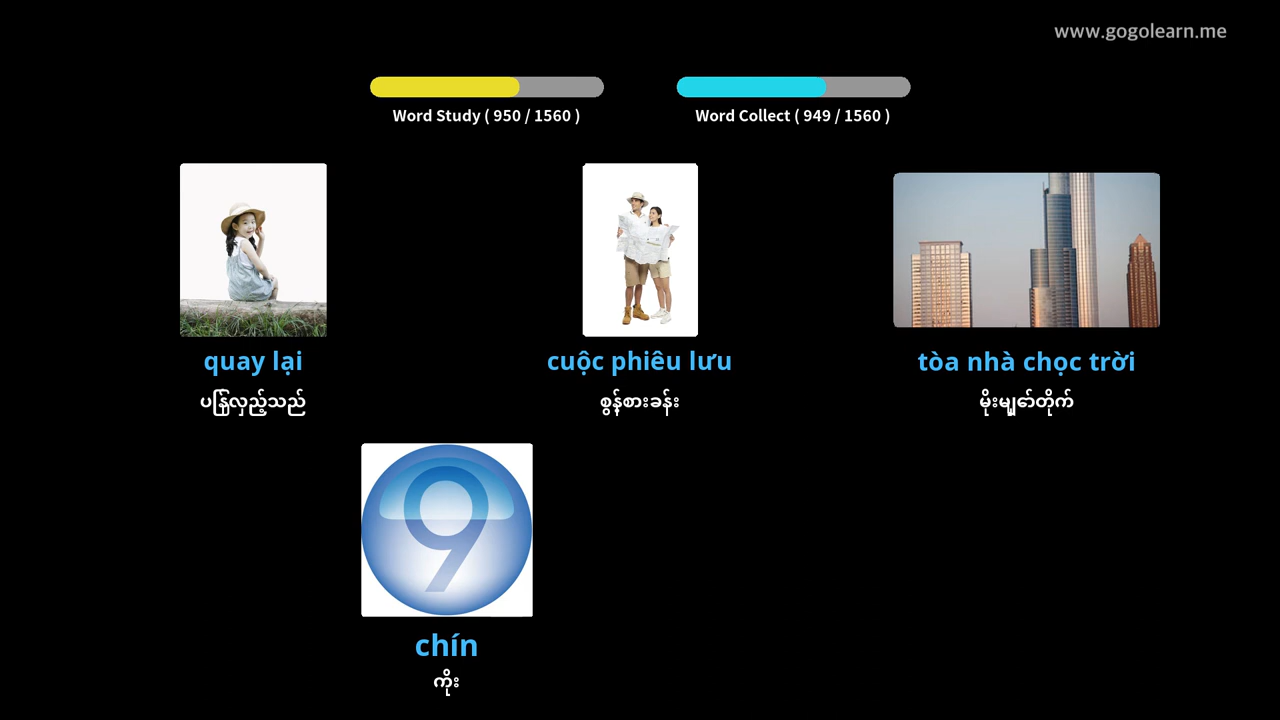 www.gogolearn.me
Word Study ( 950 / 1560 )
Word Collect ( 949 / 1560 )
quay lại
cuộc phiêu lưu
tòa nhà chọc trời
ပြန်လှည့်သည်
စွန့်စားခန်း
မိုးမျှော်တိုက်
9
chín
ကိုး